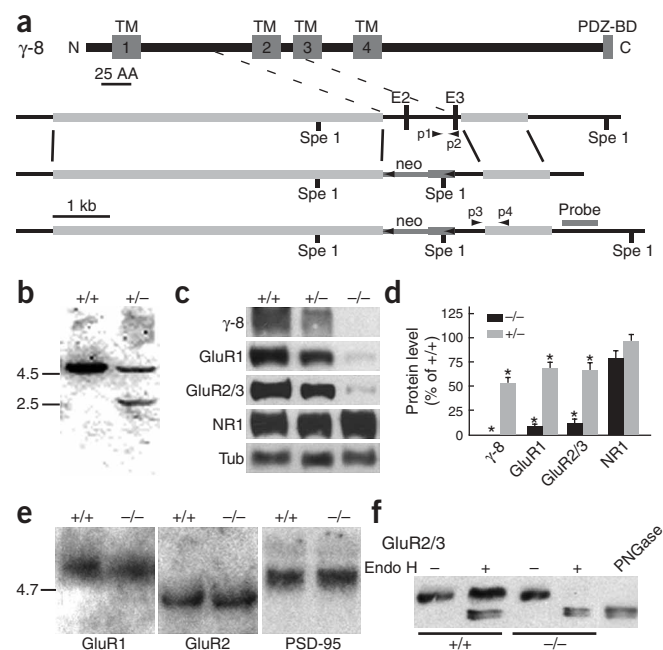 a
TM TM TM TM PDZ-BD
γ-8 N 1 2 3 4 C
25 AA
E2 E3
Spe 1 p1 p2 Spe 1
neo
Spe 1 Spe 1
1 kb neo p3 p4 Probe
Spe 1 Spe 1 Spe 1
b
+/+ +/–
4.5
2.5
c
+/+ +/– –/–
γ-8
GluR1
GluR2/3
NR1
Tub
d
–/–
+/–
Protein level
(% of +/+)
125
100
75
50
25
0
* * * * * *
γ-8 GluR1 GluR2/3 NR1
e
+/+ –/– +/+ –/– +/+ –/–
4.7
GluR1 GluR2 PSD-95
f
GluR2/3
Endo H – + – + PNGase
+/+ –/–